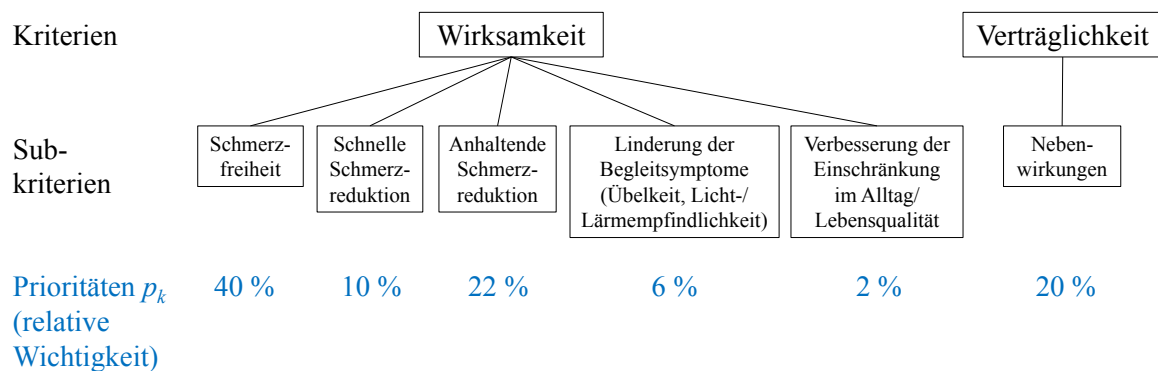 Kriterien
Wirksamkeit
Verträglichkeit
Sub-
kriterien
Schmerz-
freiheit
Schnelle
Schmerz-
reduktion
Anhaltende
Schmerz-
reduktion
Linderung der
Begleitsymptome
(Übelkeit, Licht-/
Lärmempfindlichkeit)
Verbesserung der
Einschränkung
im Alltag/
Lebensqualität
Neben-
wirkungen
Prioritäten pk
(relative
Wichtigkeit)
40 %
10 %
22 %
6 %
2 %
20 %